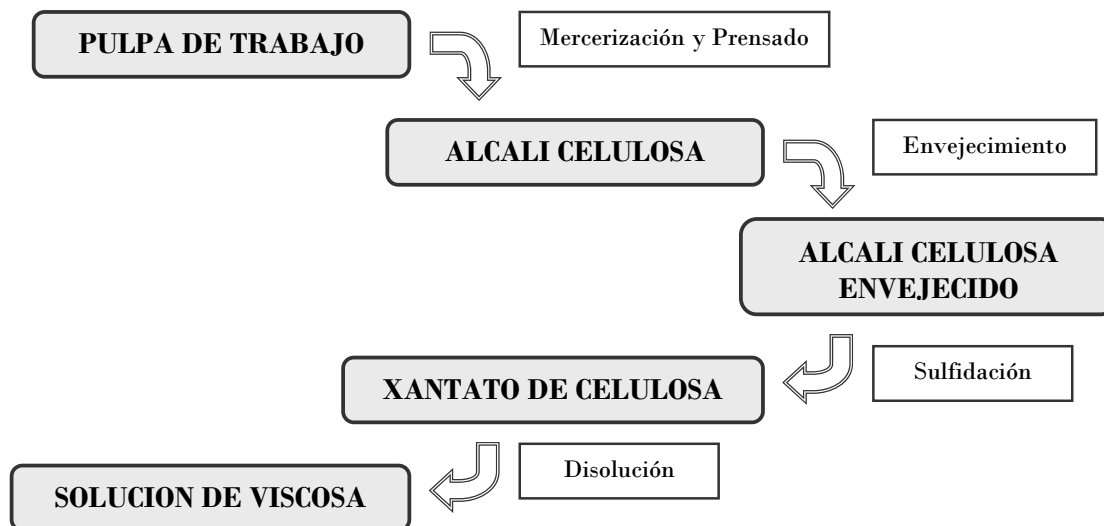 PULPA DE TRABAJO
Mercerización y Prensado
ALCALI CELULOSA
Envejecimiento
ALCALI CELULOSA
ENVEJECIDO
Sulfidación
XANTATO DE CELULOSA
Disolución
SOLUCION DE VISCOSA